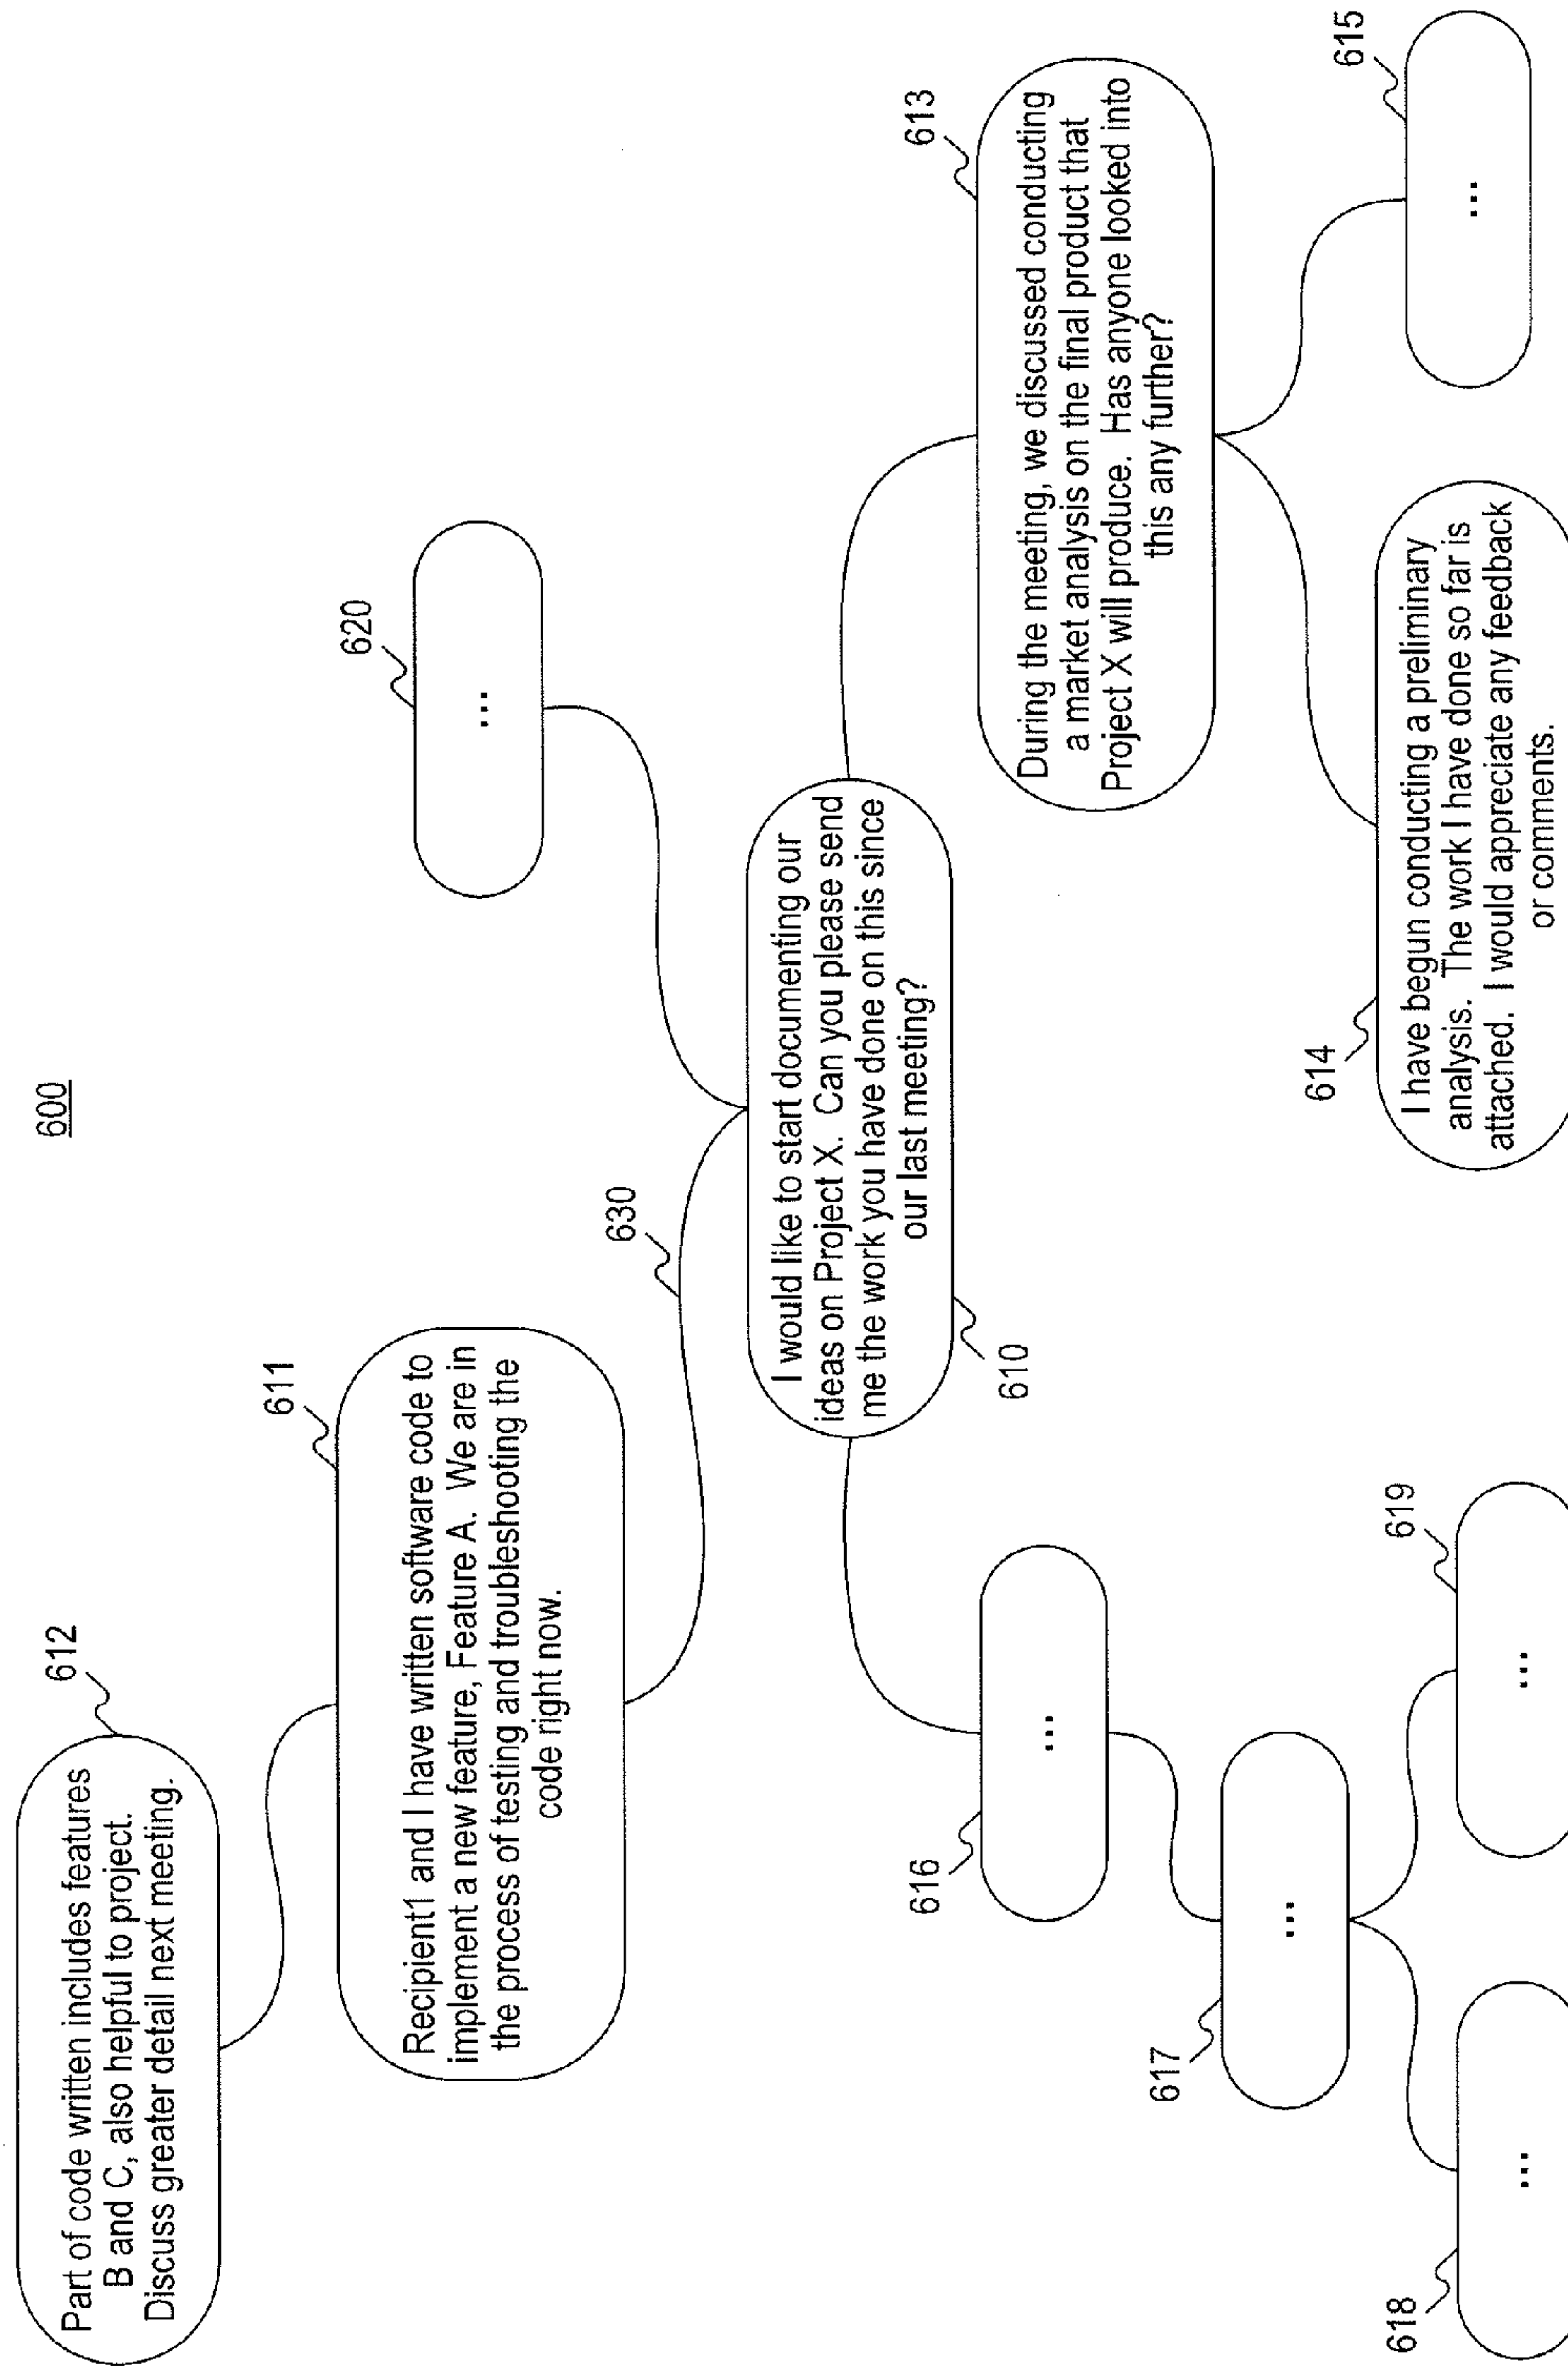 600
612
Part of code written includes features
B and C, also helpful to project.
Discuss greater detail next meeting.
611
Recipient1 and I have written software code to
implement a new feature, Feature A. We are in
the process of testing and troubleshooting the
code right now.
620
...
630
I would like to start documenting our
ideas on Project X. Can you please send
me the work you have done on this since
our last meeting?
610
613
During the meeting, we discussed conducting
a market analysis on the final product that
Project X will produce. Has anyone looked into
this any further?
616
...
617
...
618
...
619
...
614
I have begun conducting a preliminary
analysis. The work I have done so far is
attached. I would appreciate any feedback
or comments.
615
...